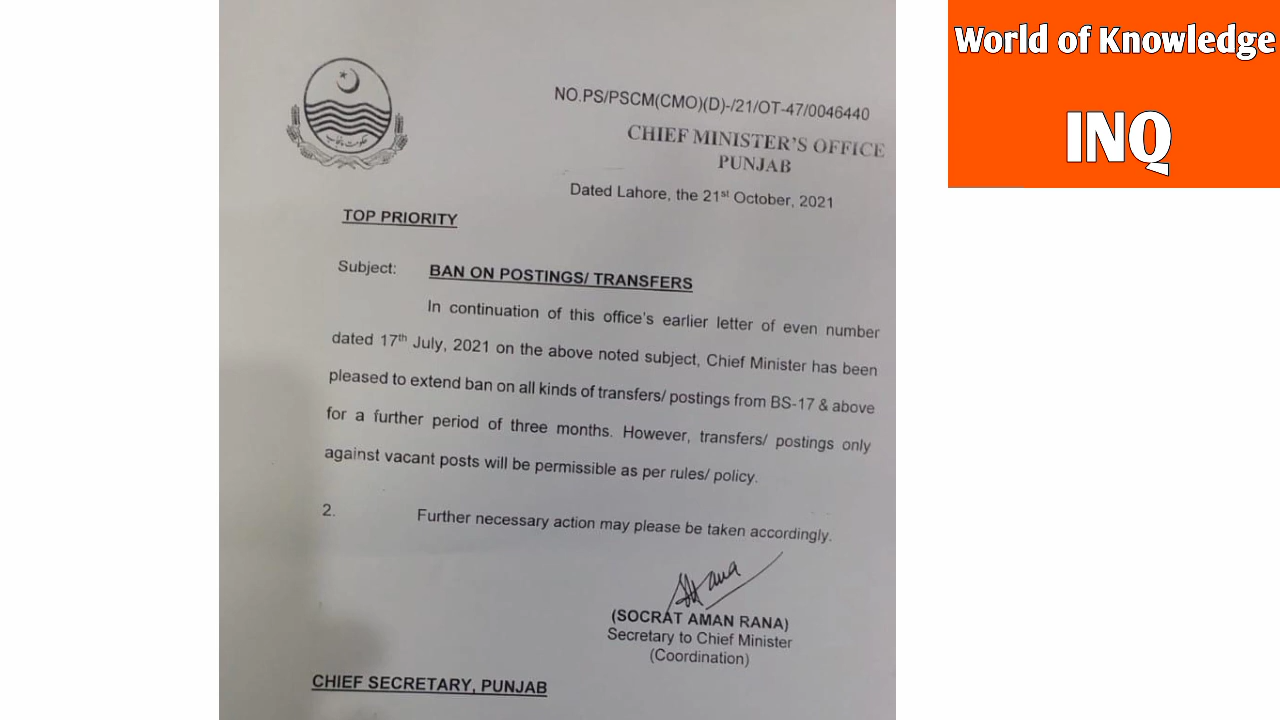 World of Knowledge
INQ
حکومت پنجاب
NO.PS/PSCM(CMO)(D)-/21/OT-47/0046440
CHIEF MINISTER'S OFFICE
PUNJAB
Dated Lahore, the 21st October, 2021
TOP PRIORITY
Subject: BAN ON POSTINGS/ TRANSFERS
In continuation of this office's earlier letter of even number
dated 17th July, 2021 on the above noted subject, Chief Minister has been
pleased to extend ban on all kinds of transfers/ postings from BS-17 & above
for a further period of three months. However, transfers/ postings only
against vacant posts will be permissible as per rules/ policy.
2. Further necessary action may please be taken accordingly.
(SOCRAT AMAN RANA)
Secretary to Chief Minister
(Coordination)
CHIEF SECRETARY, PUNJAB